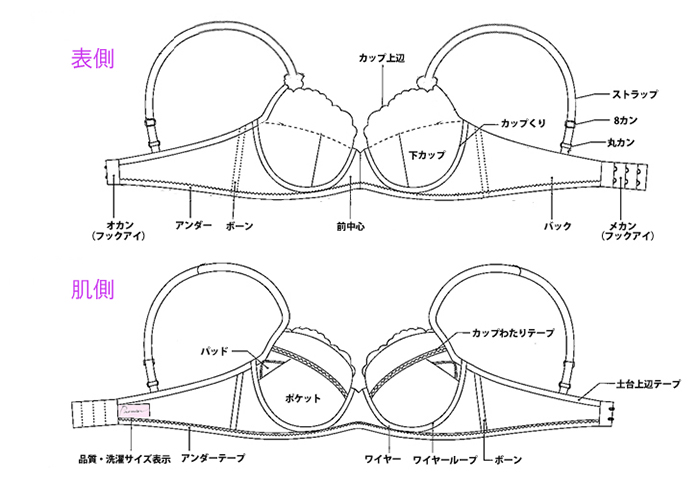 表側
カップ上辺
ストラップ
8カン
カップくり
丸カン
下カップ
オカン
(フックアイ)
アンダー
ボーン
前中心
バック
メカン
(フックアイ)
肌側
カップわたりテープ
パッド
土台上辺テープ
ポケット
品質・洗濯サイズ表示
アンダーテープ
ワイヤー
ワイヤーループ
ボーン